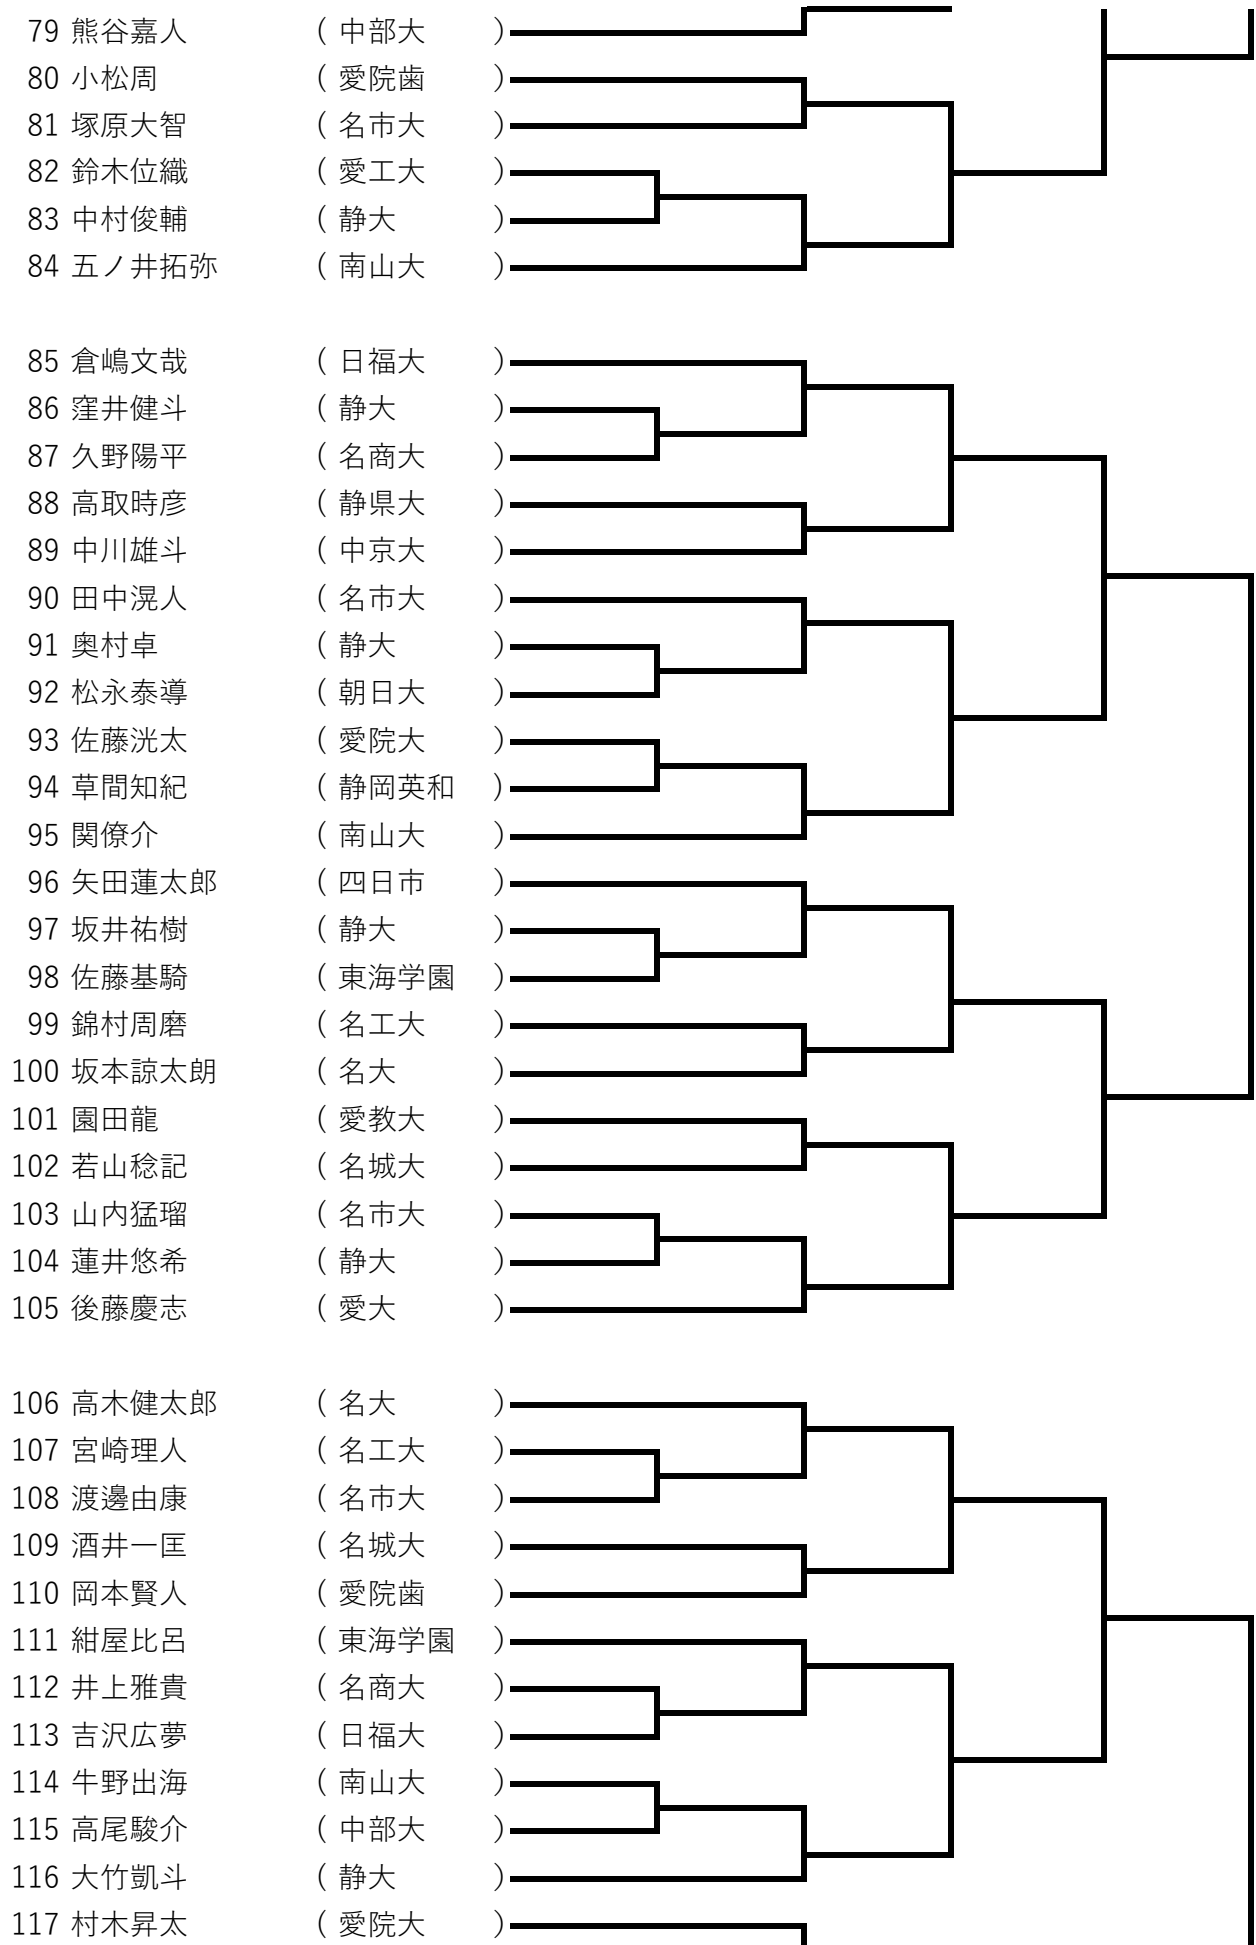 79 熊谷嘉人 ( 中部大 )
80 小松周 ( 愛院歯 )
81 塚原大智 ( 名市大 )
82 鈴木位織 ( 愛工大 )
83 中村俊輔 ( 静大 )
84 五ノ井拓弥 ( 南山大 )
85 倉嶋文哉 ( 日福大 )
86 窪井健斗 ( 静大 )
87 久野陽平 ( 名商大 )
88 高取時彦 ( 静県大 )
89 中川雄斗 ( 中京大 )
90 田中滉人 ( 名市大 )
91 奥村卓 ( 静大 )
92 松永泰導 ( 朝日大 )
93 佐藤洸太 ( 愛院大 )
94 草間知紀 ( 静岡英和 )
95 関僚介 ( 南山大 )
96 矢田蓮太郎 ( 四日市 )
97 坂井祐樹 ( 静大 )
98 佐藤基騎 ( 東海学園 )
99 錦村周磨 ( 名工大 )
100 坂本諒太朗 ( 名大 )
101 園田龍 ( 愛教大 )
102 若山稔記 ( 名城大 )
103 山内猛瑠 ( 名市大 )
104 蓮井悠希 ( 静大 )
105 後藤慶志 ( 愛大 )
106 高木健太郎 ( 名大 )
107 宮崎理人 ( 名工大 )
108 渡邊由康 ( 名市大 )
109 酒井一匡 ( 名城大 )
110 岡本賢人 ( 愛院歯 )
111 紺屋比呂 ( 東海学園 )
112 井上雅貴 ( 名商大 )
113 吉沢広夢 ( 日福大 )
114 牛野出海 ( 南山大 )
115 高尾駿介 ( 中部大 )
116 大竹凱斗 ( 静大 )
117 村木昇太 ( 愛院大 )